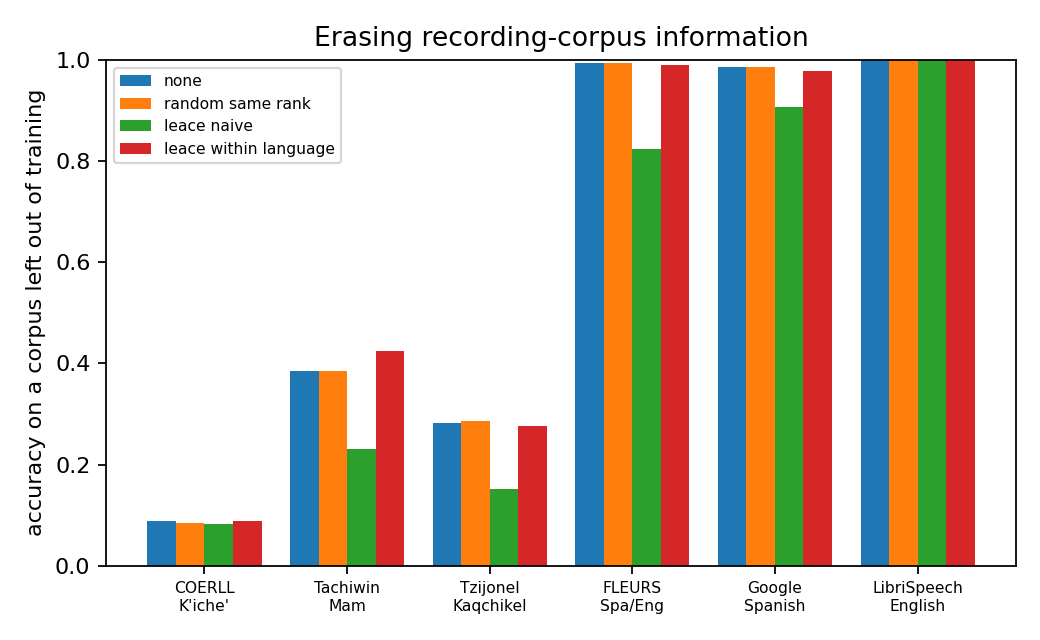 Erasing recording-corpus information
accuracy on a corpus left out of training
1.0
0.8
0.6
0.4
0.2
0.0
none
random same rank
leace naive
leace within language
COERLL
K'iche'
Tachiwin
Mam
Tzijonel
Kaqchikel
FLEURS
Spa/Eng
Google
Spanish
LibriSpeech
English